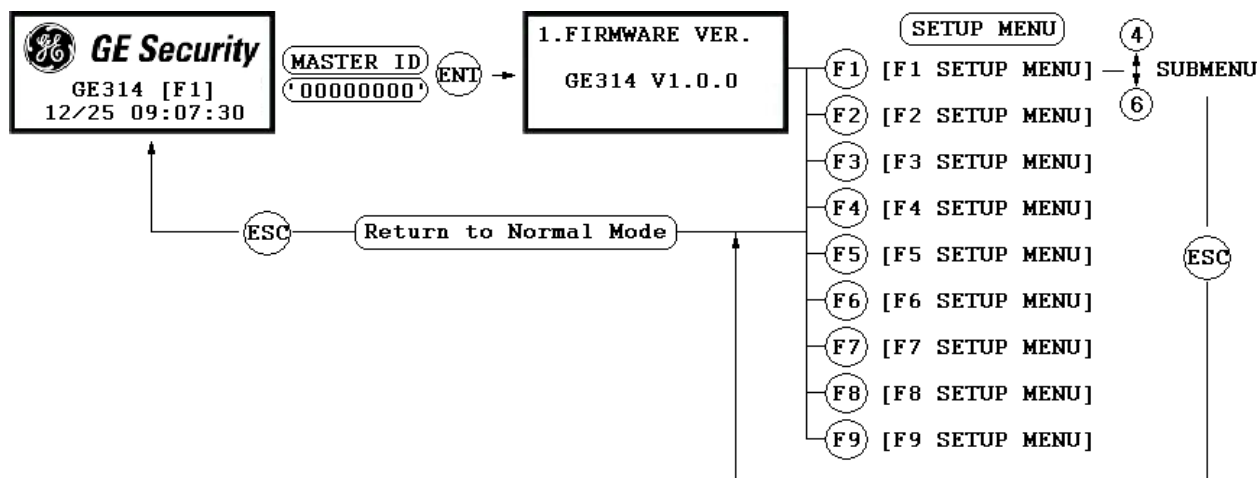 GE Security
GE314 [F1]
12/25 09:07:30
MASTER ID
'00000000'
ENT
1.FIRMWARE VER.
GE314 V1.0.0
SETUP MENU
4
F1 [F1 SETUP MENU] SUBMENU
6
F2 [F2 SETUP MENU]
F3 [F3 SETUP MENU]
F4 [F4 SETUP MENU]
ESC Return to Normal Mode
F5 [F5 SETUP MENU]
ESC
F6 [F6 SETUP MENU]
F7 [F7 SETUP MENU]
F8 [F8 SETUP MENU]
F9 [F9 SETUP MENU]